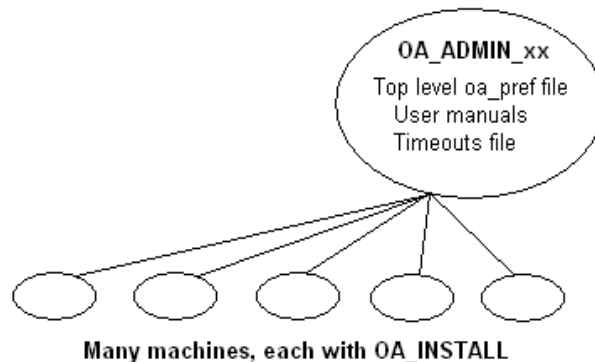 OA_ADMIN_xx
Top level oa_pref file
User manuals
Timeouts file
Many machines, each with OA_INSTALL